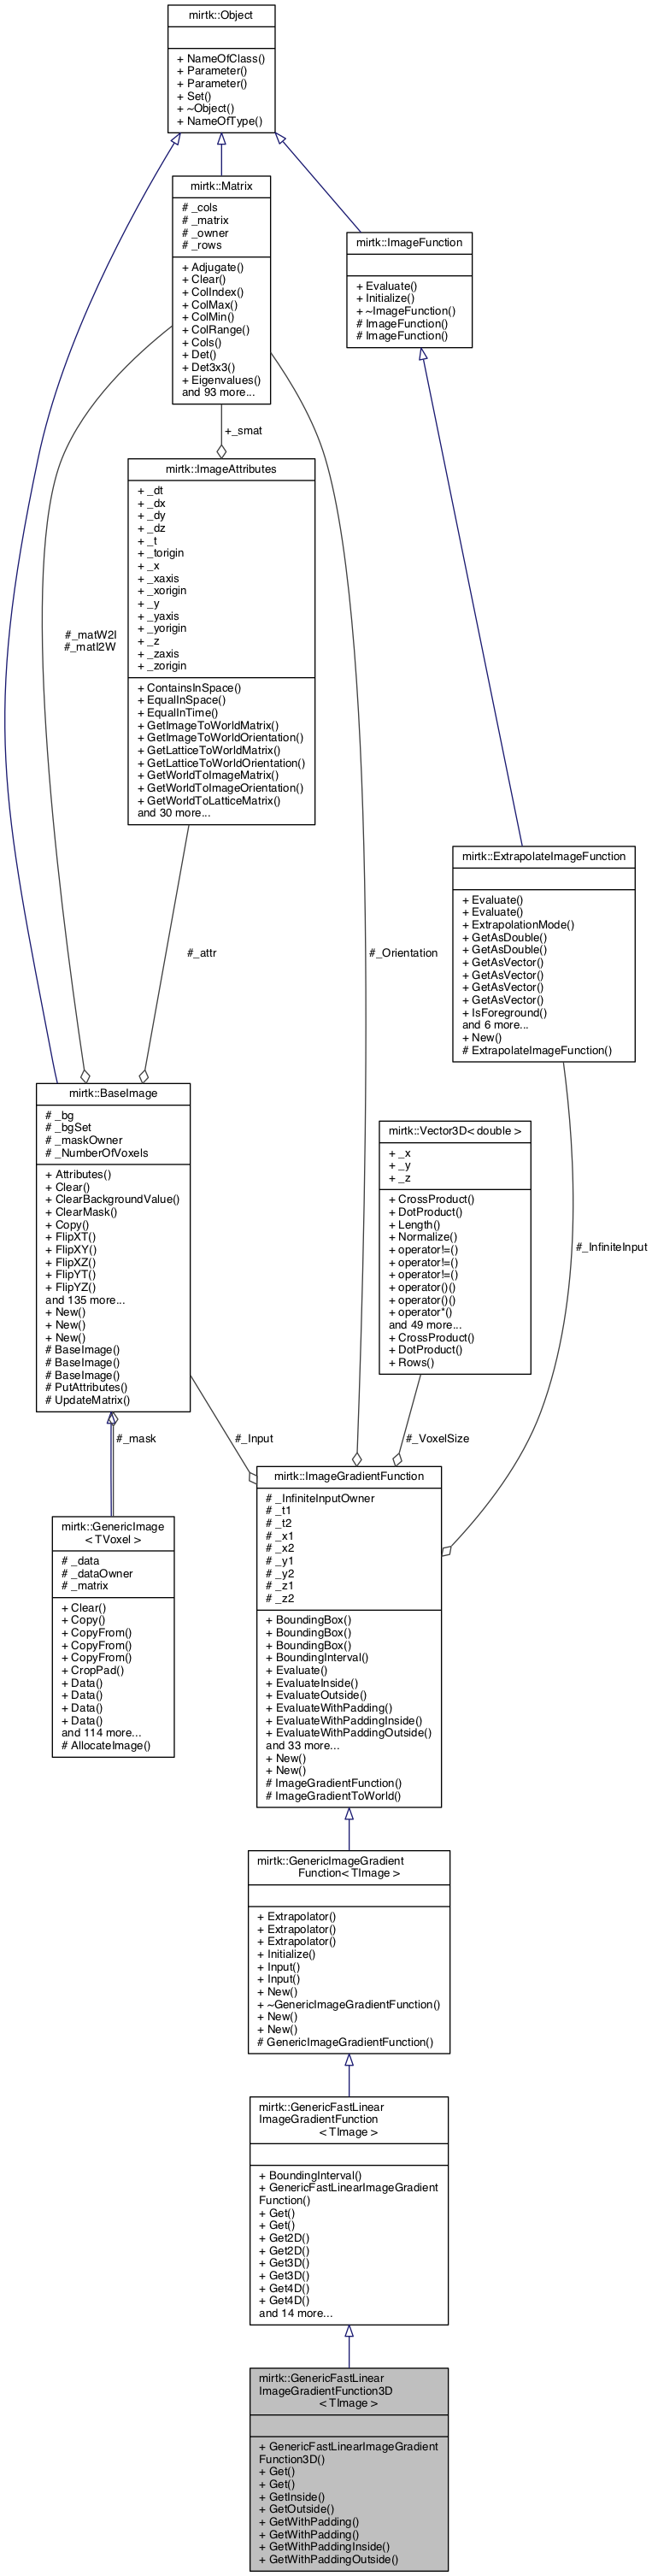 mirtk::Object
+ NameOfClass()
+ Parameter()
+ Parameter()
+ Set()
+ ~Object()
+ NameOfType()
mirtk::Matrix
# _cols
# _matrix
# _owner
# _rows
+ Adjugate()
+ Clear()
+ ColIndex()
+ ColMax()
+ ColMin()
+ ColRange()
+ Cols()
+ Det()
+ Det3x3()
+ Eigenvalues()
and 93 more...
mirtk::ImageFunction
+ Evaluate()
+ Initialize()
+ ~ImageFunction()
# ImageFunction()
# ImageFunction()
+_smat
mirtk::ImageAttributes
+ _dt
+ _dx
+ _dy
+ _dz
+ _t
+ _torigin
+ _x
+ _xaxis
+ _xorigin
+ _y
+ _yaxis
+ _yorigin
+ _z
+ _zaxis
+ _zorigin
+ ContainsInSpace()
+ EqualInSpace()
+ EqualInTime()
+ GetImageToWorldMatrix()
+ GetImageToWorldOrientation()
+ GetLatticeToWorldMatrix()
+ GetLatticeToWorldOrientation()
+ GetWorldToImageMatrix()
+ GetWorldToImageOrientation()
+ GetWorldToLatticeMatrix()
and 30 more...
#_matW2I
#_matI2W
mirtk::ExtrapolateImageFunction
+ Evaluate()
+ Evaluate()
+ ExtrapolationMode()
+ GetAsDouble()
+ GetAsDouble()
+ GetAsVector()
+ GetAsVector()
+ GetAsVector()
+ GetAsVector()
+ IsForeground()
and 6 more...
+ New()
# ExtrapolateImageFunction()
#_attr
#_Orientation
mirtk::BaseImage
# _bg
# _bgSet
# _maskOwner
# _NumberOfVoxels
+ Attributes()
+ Clear()
+ ClearBackgroundValue()
+ ClearMask()
+ Copy()
+ FlipXT()
+ FlipXY()
+ FlipXZ()
+ FlipYT()
+ FlipYZ()
and 135 more...
+ New()
+ New()
+ New()
# BaseImage()
# BaseImage()
# BaseImage()
# PutAttributes()
# UpdateMatrix()
mirtk::Vector3D< double >
+ _x
+ _y
+ _z
+ CrossProduct()
+ DotProduct()
+ Length()
+ Normalize()
+ operator!=()
+ operator!=()
+ operator!=()
+ operator()()
+ operator()()
+ operator*()
and 49 more...
+ CrossProduct()
+ DotProduct()
+ Rows()
#_InfiniteInput
#_mask
#_Input
#_VoxelSize
mirtk::GenericImage
< TVoxel >
# _data
# _dataOwner
# _matrix
+ Clear()
+ Copy()
+ CopyFrom()
+ CopyFrom()
+ CopyFrom()
+ CropPad()
+ Data()
+ Data()
+ Data()
+ Data()
and 114 more...
# AllocateImage()
mirtk::ImageGradientFunction
# _InfiniteInputOwner
# _t1
# _t2
# _x1
# _x2
# _y1
# _y2
# _z1
# _z2
+ BoundingBox()
+ BoundingBox()
+ BoundingBox()
+ BoundingInterval()
+ Evaluate()
+ EvaluateInside()
+ EvaluateOutside()
+ EvaluateWithPadding()
+ EvaluateWithPaddingInside()
+ EvaluateWithPaddingOutside()
and 33 more...
+ New()
+ New()
# ImageGradientFunction()
# ImageGradientToWorld()
mirtk::GenericImageGradient
Function< TImage >
+ Extrapolator()
+ Extrapolator()
+ Extrapolator()
+ Initialize()
+ Input()
+ Input()
+ New()
+ ~GenericImageGradientFunction()
+ New()
+ New()
# GenericImageGradientFunction()
mirtk::GenericFastLinear
ImageGradientFunction
< TImage >
+ BoundingInterval()
+ GenericFastLinearImageGradient
Function()
+ Get()
+ Get()
+ Get2D()
+ Get2D()
+ Get3D()
+ Get3D()
+ Get4D()
+ Get4D()
and 14 more...
mirtk::GenericFastLinear
ImageGradientFunction3D
< TImage >
+ GenericFastLinearImageGradient
Function3D()
+ Get()
+ Get()
+ GetInside()
+ GetOutside()
+ GetWithPadding()
+ GetWithPadding()
+ GetWithPaddingInside()
+ GetWithPaddingOutside()